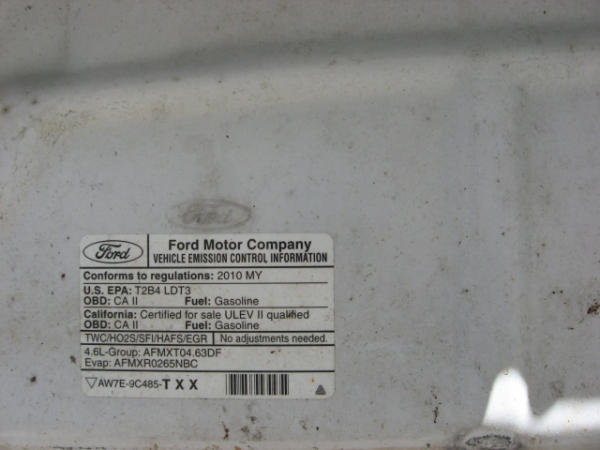 Ford
Ford Ford Motor Company
VEHICLE EMISSION CONTROL INFORMATION
Conforms to regulations: 2010 MY
U.S. EPA: T2B4 LDT3
OBD: CA II Fuel: Gasoline
California: Certified for sale ULEV II qualified
OBD: CA II Fuel: Gasoline
TWC/HO2S/SFI/HAFS/EGR No adjustments needed.
4.6L-Group: AFMXT04.63DF
Evap: AFMXR0265NBC
▽AW7E-9C485-TXX